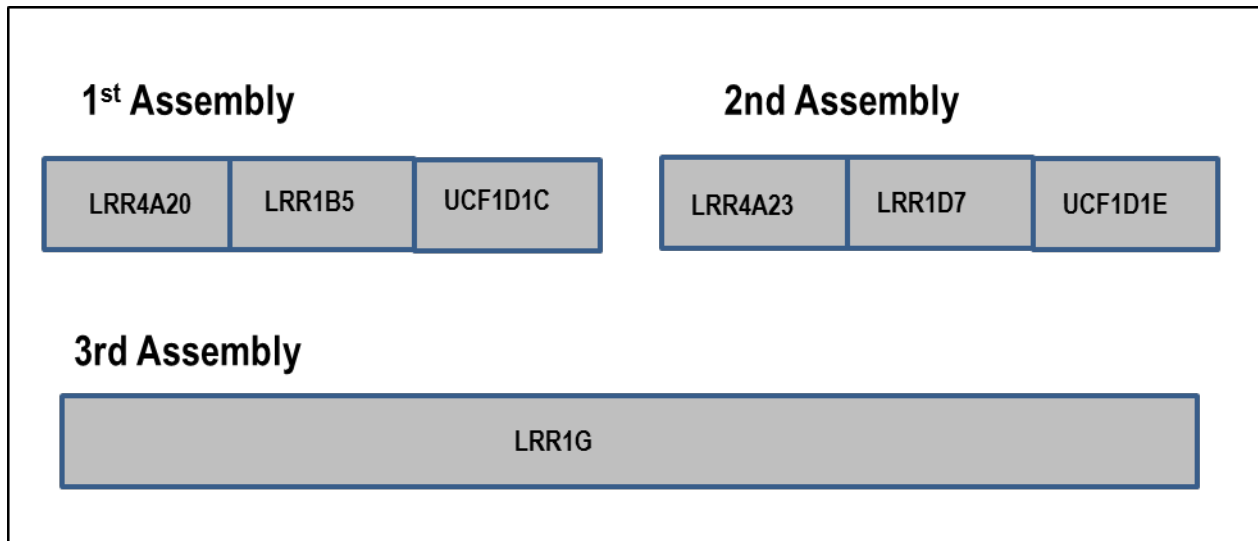 1st Assembly
2nd Assembly
LRR4A20 LRR1B5 UCF1D1C
LRR4A23 LRR1D7 UCF1D1E
3rd Assembly
LRR1G